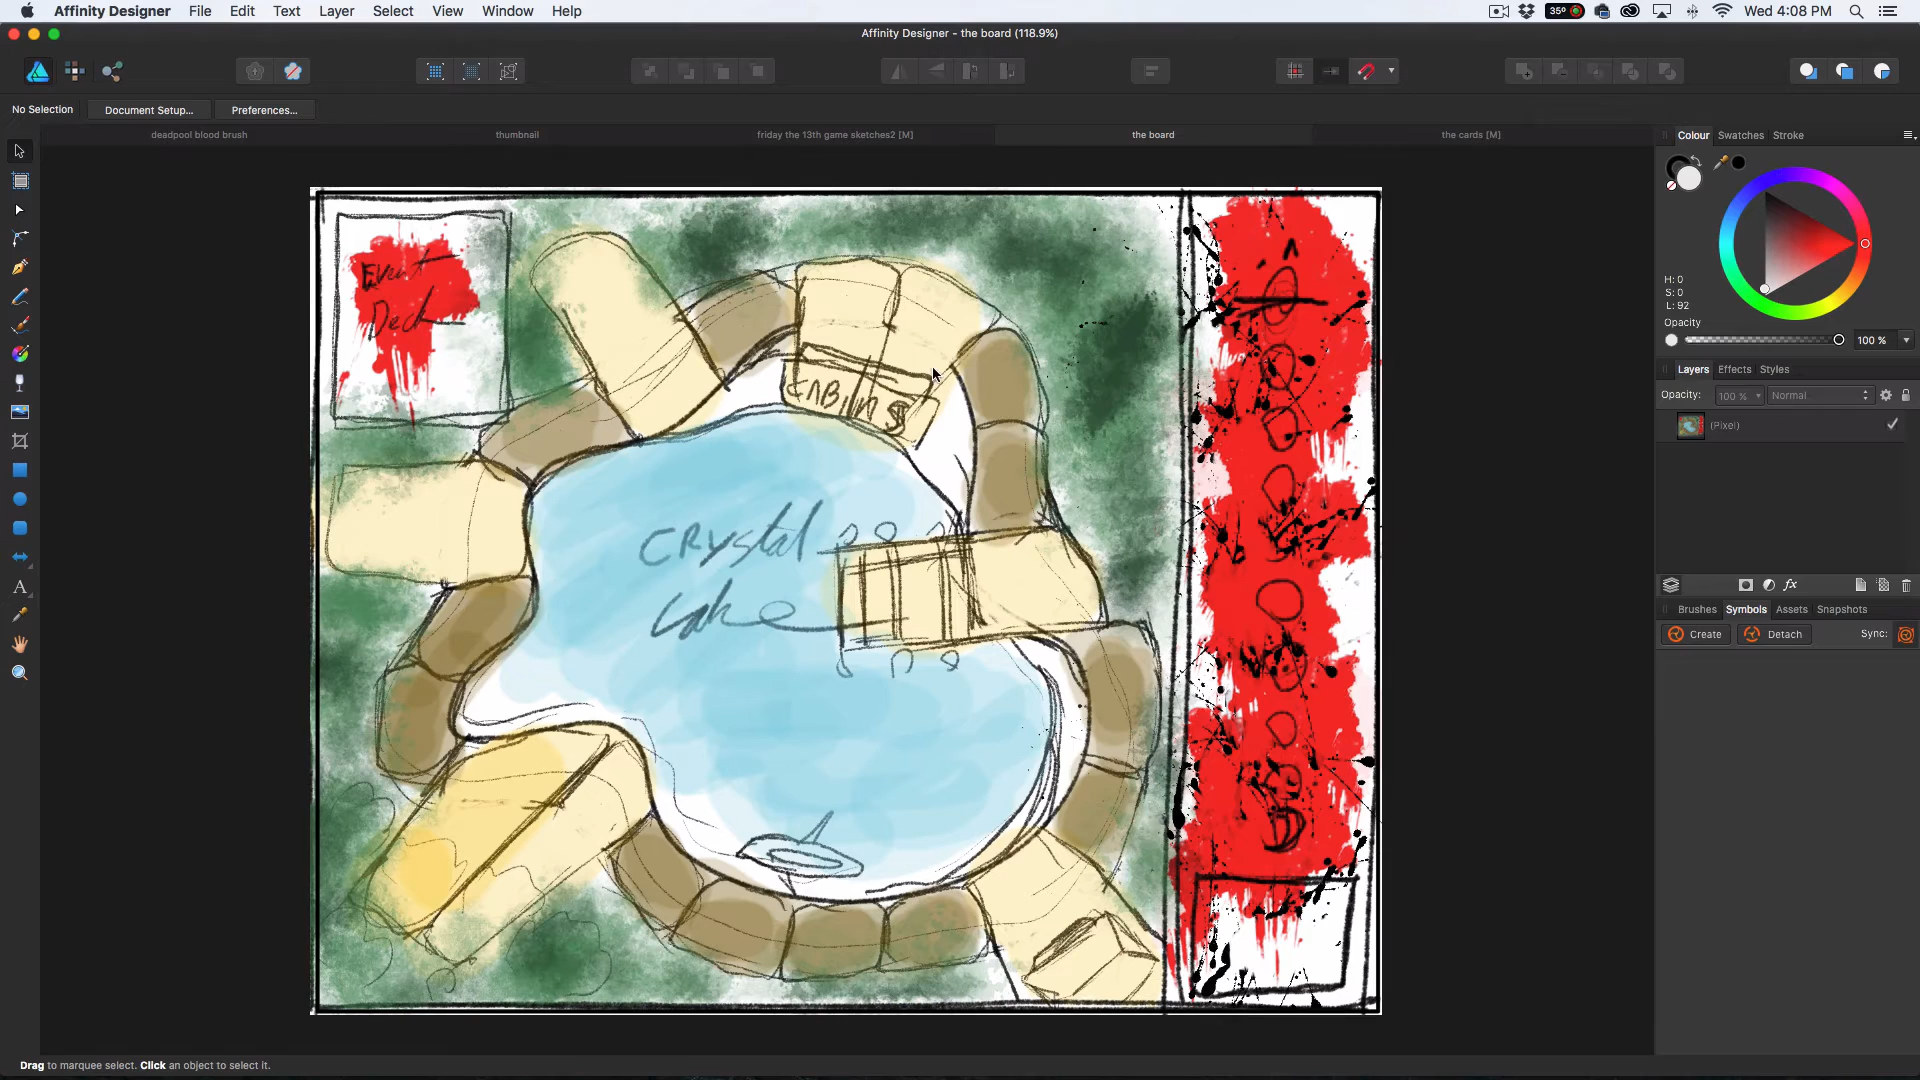 Affinity Designer File Edit Text Layer Select View Window Help 35° Wed 4:08 PM
Affinity Designer - the board (118.9%)
No Selection Document Setup... Preferences...
deadpool blood brush thumbnail friday the 13th game sketches2 [M] the board the cards [M]
Colour Swatches Stroke
H: 0
S: 0
L: 92
Opacity
100 %
Layers Effects Styles
Opacity: 100 % Normal
(Pixel)
fx
Brushes Symbols Assets Snapshots
Create Detach Sync:
Event
Deck
CABINS
Crystal
Lake
A
Drag to marquee select. Click an object to select it.